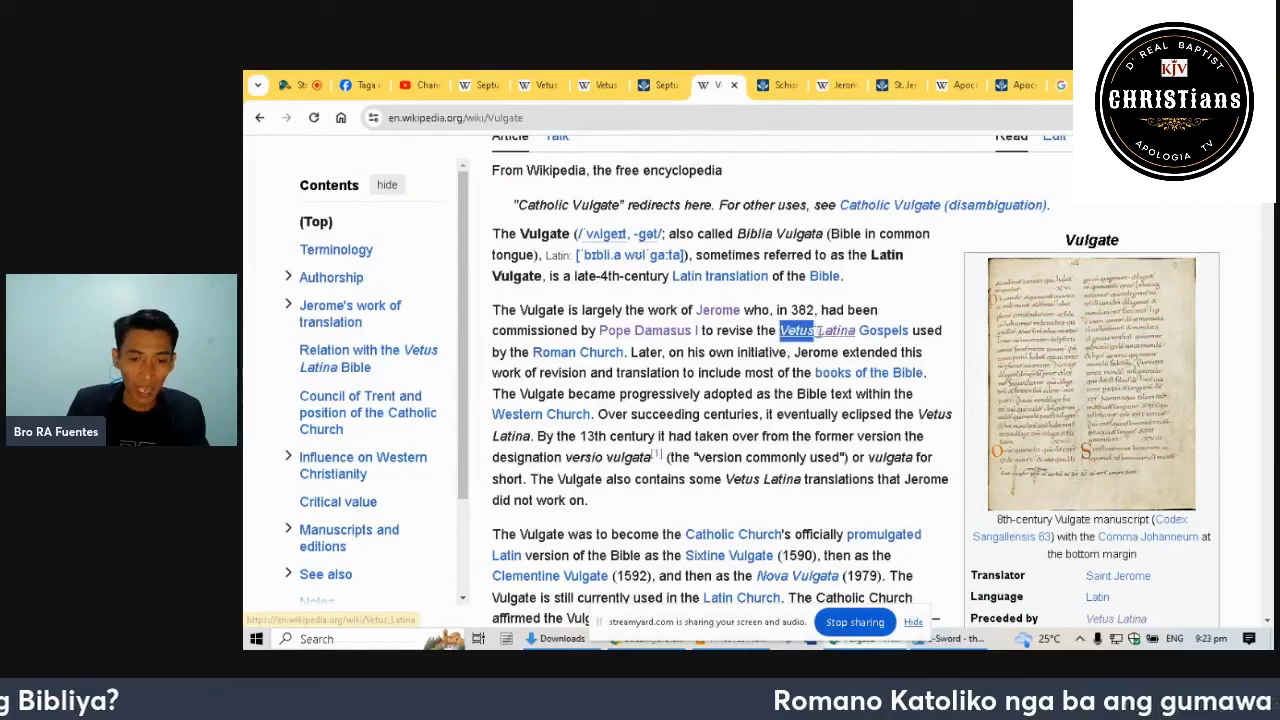 D' REAL BAPTIST
KJV
CHRISTians
APOLOGIA TV
Septu
Septu
Apoc
en.wikipedia.org/wiki/Vulgate
Article Talk Read Edit
Contents hide
(Top)
Terminology
Authorship
Jerome's work of
translation
Relation with the Vetus
Latina Bible
Council of Trent and
position of the Catholic
Church
Influence on Western
Christianity
Critical value
Manuscripts and
editions
See also
Notes
From Wikipedia, the free encyclopedia
"Catholic Vulgate" redirects here. For other uses, see Catholic Vulgate (disambiguation).
The Vulgate (/ˈvʌlɡeɪt, -ɡət/; also called Biblia Vulgata (Bible in common
tongue), Latin: [ˈbɪbli.a wʊlˈɡaːta]), sometimes referred to as the Latin
Vulgate, is a late-4th-century Latin translation of the Bible.
The Vulgate is largely the work of Jerome who, in 382, had been
commissioned by Pope Damasus I to revise the Vetus Latina Gospels used
by the Roman Church. Later, on his own initiative, Jerome extended this
work of revision and translation to include most of the books of the Bible.
The Vulgate became progressively adopted as the Bible text within the
Western Church. Over succeeding centuries, it eventually eclipsed the Vetus
Latina. By the 13th century it had taken over from the former version the
designation versio vulgata[1] (the "version commonly used") or vulgata for
short. The Vulgate also contains some Vetus Latina translations that Jerome
did not work on.
The Vulgate was to become the Catholic Church's officially promulgated
Latin version of the Bible as the Sixtine Vulgate (1590), then as the
Clementine Vulgate (1592), and then as the Nova Vulgata (1979). The
Vulgate is still currently used in the Latin Church. The Catholic Church
affirmed the Vulg
Vulgate
8th-century Vulgate manuscript (Codex
Sangallensis 63) with the Comma Johanneum at
the bottom margin
Translator Saint Jerome
Language Latin
Preceded by Vetus Latina
https://en.wikipedia.org/wiki/Vetus_Latina
streamyard.com is sharing your screen and audio. Stop sharing Hide
Search
Downloads
25°C
ENG 9:23 pm
Bro RA Fuentes
g Bibliya? Romano Katoliko nga ba ang gumawa